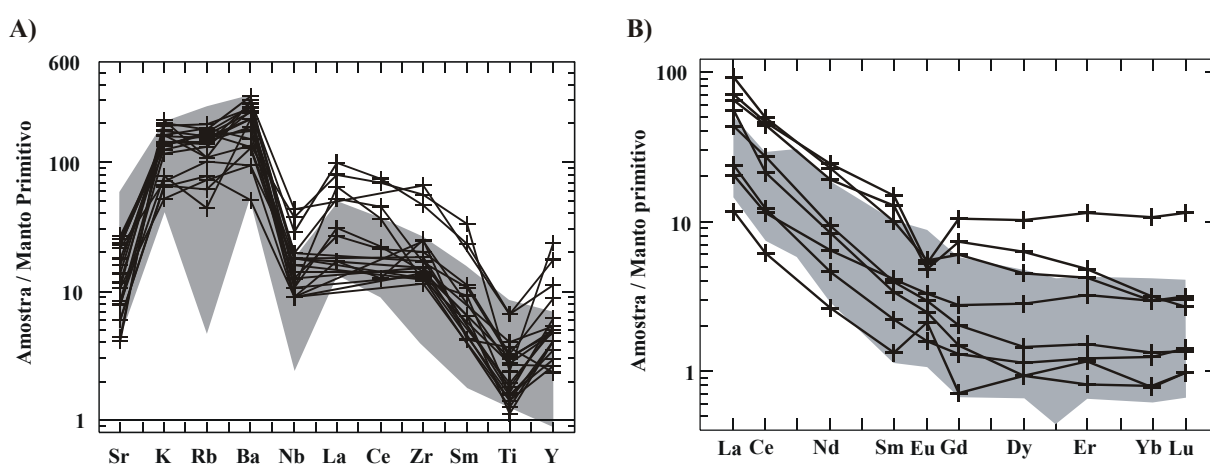 A)
Amostra / Manto Primitivo
600
100
10
1
Sr K Rb Ba Nb La Ce Zr Sm Ti Y
B)
Amostra / Manto primitivo
100
10
1
La Ce Nd Sm Eu Gd Dy Er Yb Lu